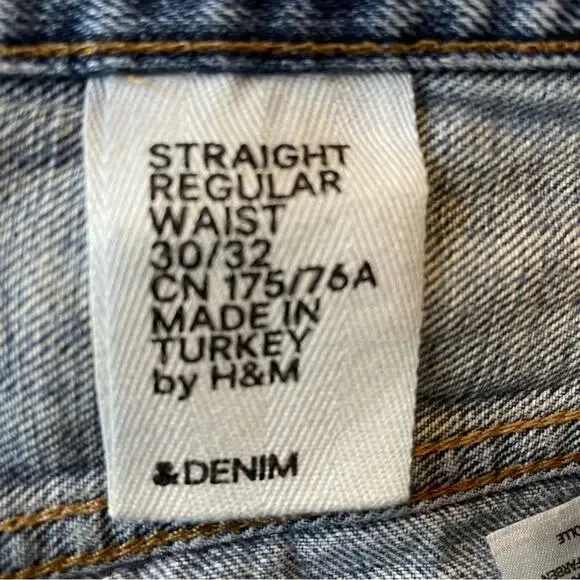 STRAIGHT
REGULAR
WAIST
30/32
CN 175/76A
MADE IN
TURKEY
by H&M
&DENIM